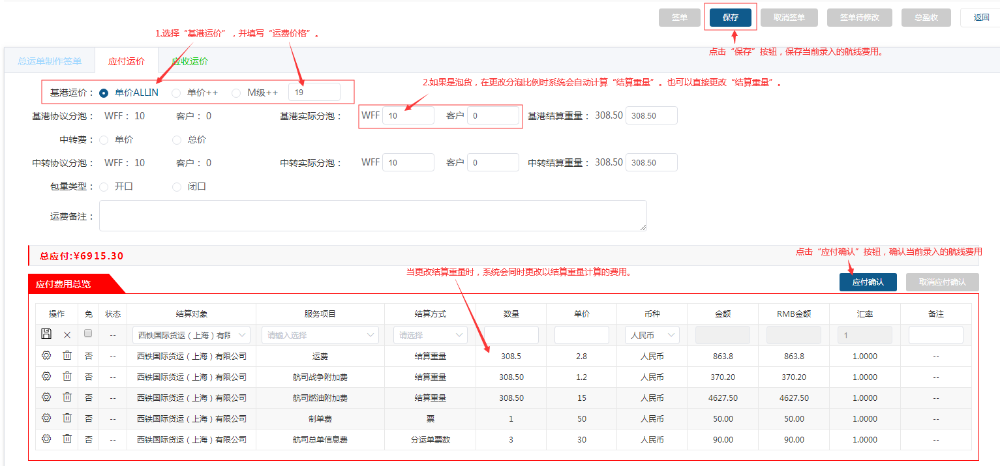 签单 保存 取消签单 签单待修改 总盈收 返回
1.选择“基港运价”，并填写“运费价格”。
点击“保存”按钮，保存当前录入的航线费用。
总运单制作签单 应付运价 应收运价
2.如果是泡货，在更改分泡比例时系统会自动计算“结算重量”。也可以直接更改“结算重量”。
基港运价： 单价ALLIN 单价++ M级++ 19
基港协议分泡： WFF： 10 客户： 0 基港实际分泡： WFF 10 客户 0 基港结算重量： 308.50 308.50
中转费： 单价 总价
中转协议分泡： WFF： 10 客户： 0 中转实际分泡： WFF 10 客户 0 中转结算重量： 308.50 308.50
包量类型： 开口 闭口
运费备注：
总应付:¥6915.30
点击“应付确认”按钮，确认当前录入的航线费用
当更改结算重量时，系统会同时更改以结算重量计算的费用。
应付费用总览 应付确认 取消应付确认
操作 免 状态 结算对象 服务项目 结算方式 数量 单价 币种 金额 RMB金额 汇率 备注
-- 西铁国际货运（上海）有限 请输入选择 请选择 人民币 1
否 -- 西铁国际货运（上海）有限公司 运费 结算重量 308.5 2.8 人民币 863.8 863.8 1.0000 --
否 -- 西铁国际货运（上海）有限公司 航司战争附加费 结算重量 308.50 1.2 人民币 370.20 370.20 1.0000 --
否 -- 西铁国际货运（上海）有限公司 航司燃油附加费 结算重量 308.50 15 人民币 4627.50 4627.50 1.0000 --
否 -- 西铁国际货运（上海）有限公司 制单费 票 1 50 人民币 50.00 50.00 1.0000 --
否 -- 西铁国际货运（上海）有限公司 航司总单信息费 分运单票数 3 30 人民币 90.00 90.00 1.0000 --